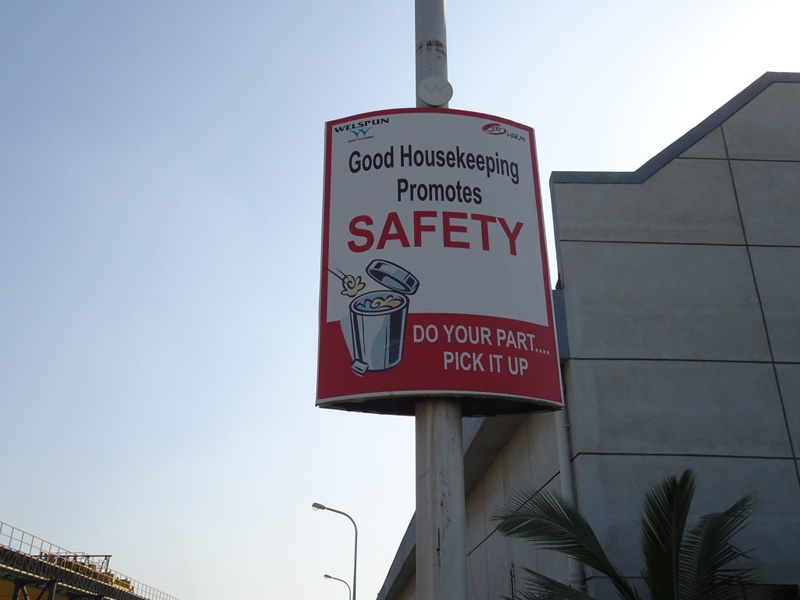 WELSPUN
Good Housekeeping
Promotes
SAFETY
DO YOUR PART....
PICK IT UP